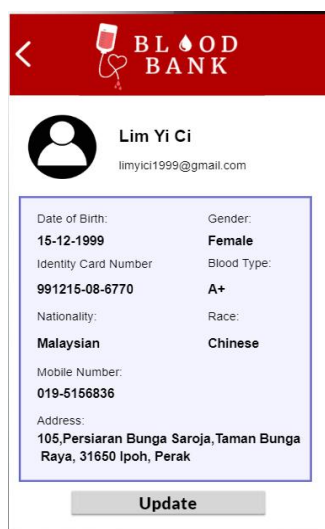 BLOOD
BANK
Lim Yi Ci
limyici1999@gmail.com
Date of Birth: Gender:
15-12-1999 Female
Identity Card Number Blood Type:
991215-08-6770 A+
Nationality: Race:
Malaysian Chinese
Mobile Number:
019-5156836
Address:
105,Persiaran Bunga Saroja,Taman Bunga
Raya, 31650 Ipoh, Perak
Update